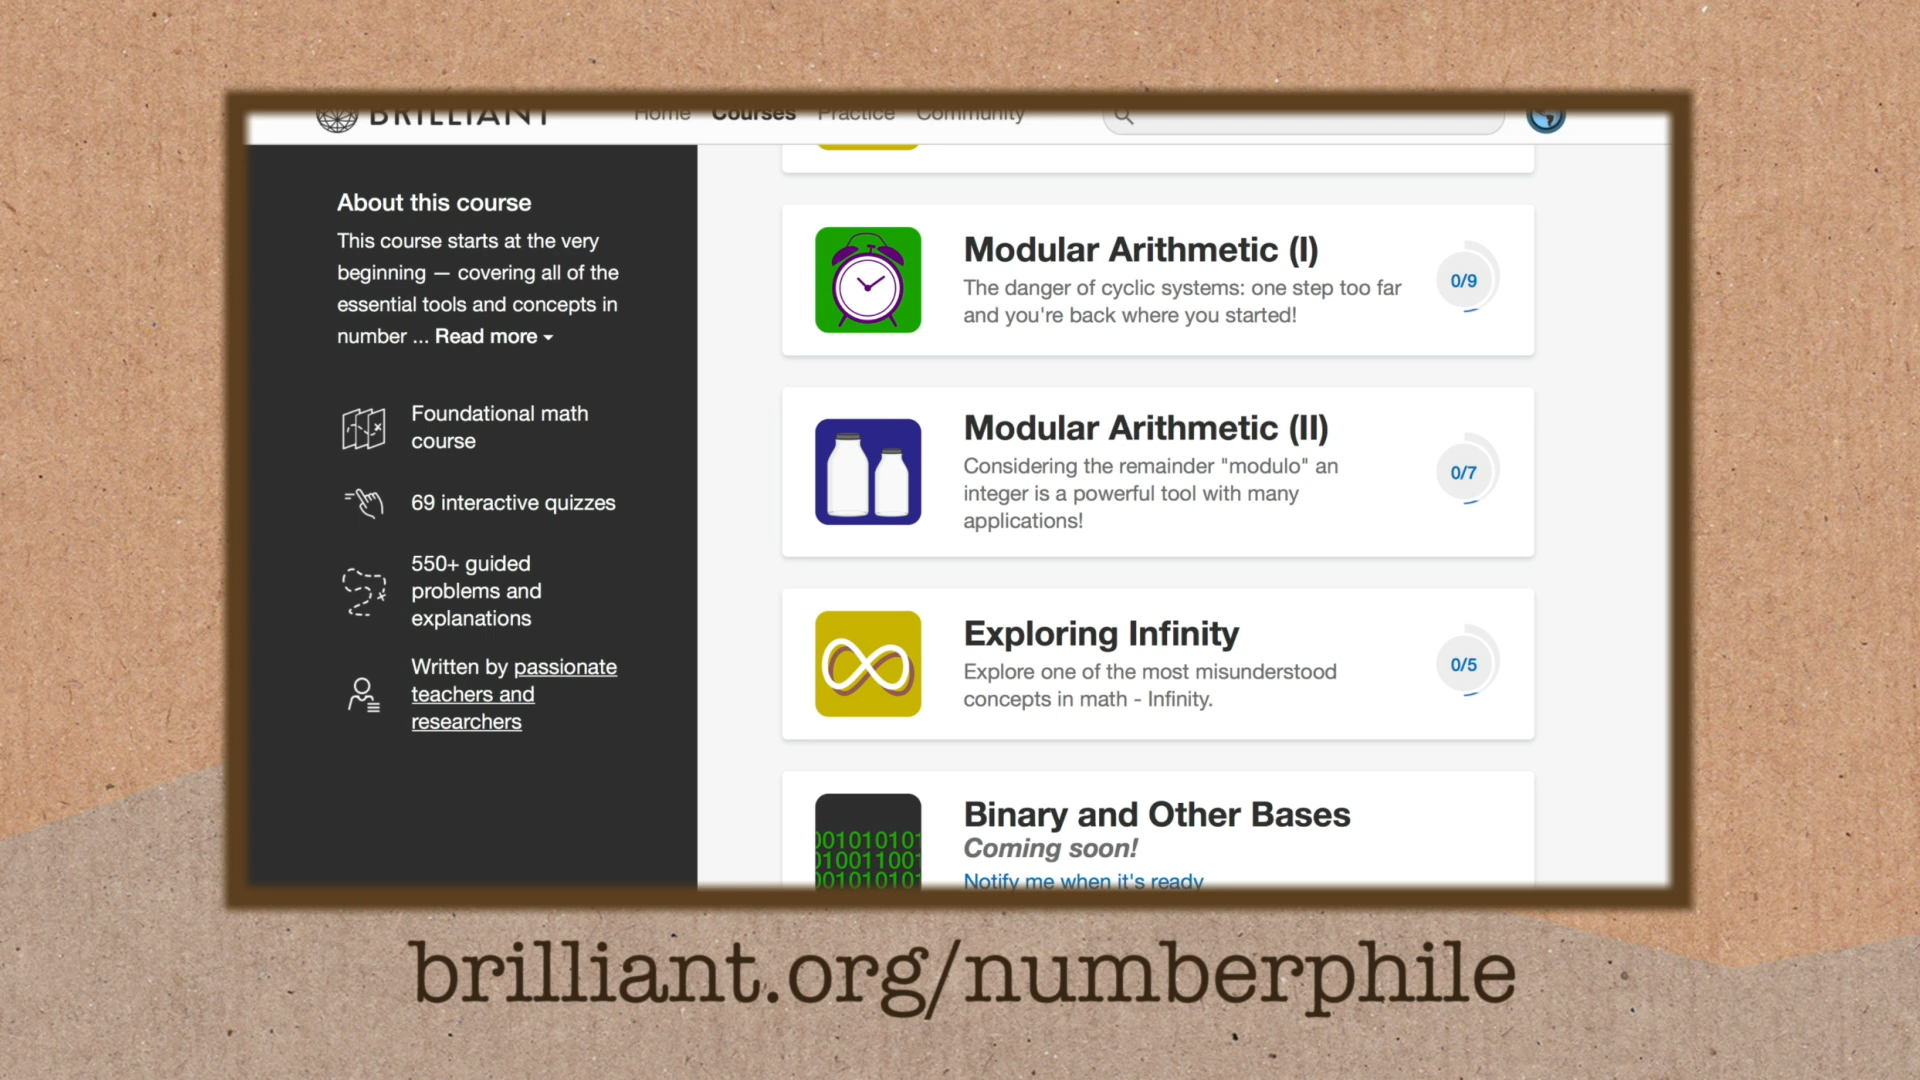 BRILLIANT
Home Courses Practice Community
About this course
This course starts at the very
beginning — covering all of the
essential tools and concepts in
number ... Read more
Foundational math
course
69 interactive quizzes
550+ guided
problems and
explanations
Written by passionate
teachers and
researchers
Modular Arithmetic (I)
The danger of cyclic systems: one step too far
and you're back where you started!
0/9
Modular Arithmetic (II)
Considering the remainder "modulo" an
integer is a powerful tool with many
applications!
0/7
Exploring Infinity
Explore one of the most misunderstood
concepts in math - Infinity.
0/5
00101010
01001100
00101010
Binary and Other Bases
Coming soon!
Notify me when it's ready
brilliant.org/numberphile